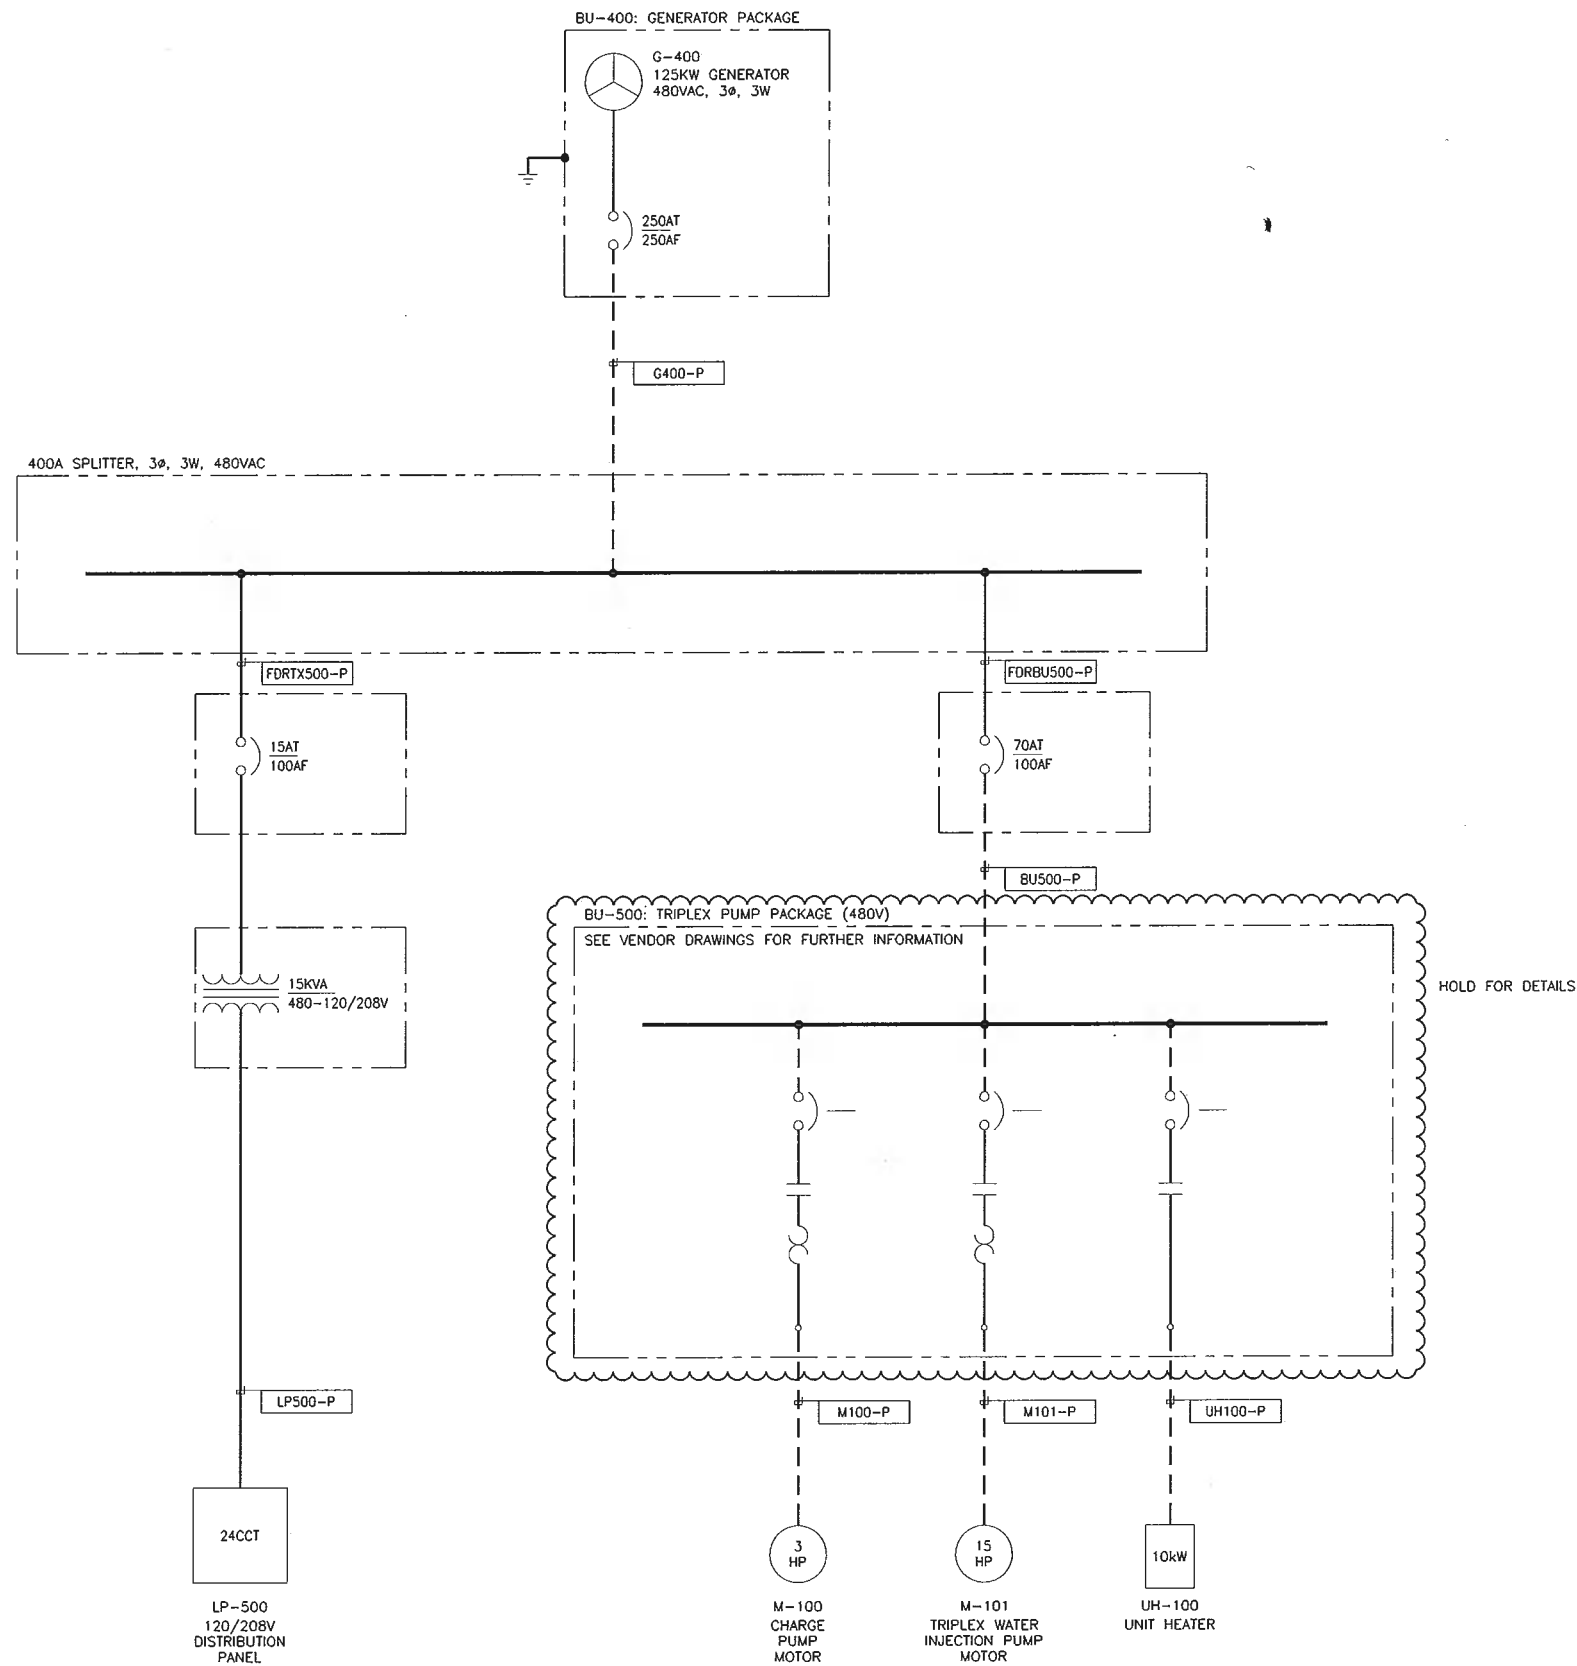 BU-400: GENERATOR PACKAGE
G-400
125KW GENERATOR
480VAC, 3ø, 3W
250AT
250AF
G400-P
400A SPLITTER, 3ø, 3W, 480VAC
FDRTX500-P
FDRBU500-P
15AT
100AF
70AT
100AF
BU500-P
BU-500: TRIPLEX PUMP PACKAGE (480V)
SEE VENDOR DRAWINGS FOR FURTHER INFORMATION
HOLD FOR DETAILS
15KVA
480-120/208V
LP500-P
M100-P
M101-P
UH100-P
24CCT
3
HP
15
HP
10kW
LP-500
120/208V
DISTRIBUTION
PANEL
M-100
CHARGE
PUMP
MOTOR
M-101
TRIPLEX WATER
INJECTION PUMP
MOTOR
UH-100
UNIT HEATER